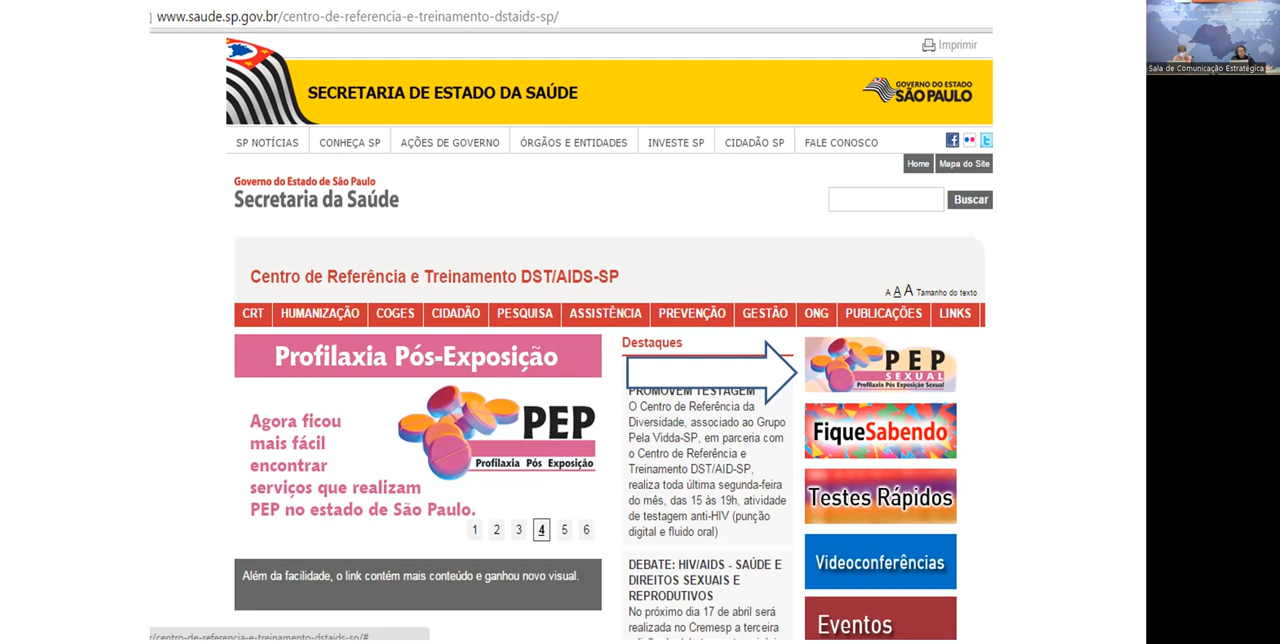 www.saude.sp.gov.br/centro-de-referencia-e-treinamento-dstaids-sp/
Imprimir
SECRETARIA DE ESTADO DA SAÚDE
GOVERNO DO ESTADO
SÃO PAULO
SP NOTÍCIAS CONHEÇA SP AÇÕES DE GOVERNO ÓRGÃOS E ENTIDADES INVESTE SP CIDADÃO SP FALE CONOSCO
Home Mapa do Site
Governo do Estado de São Paulo
Secretaria da Saúde
Buscar
Centro de Referência e Treinamento DST/AIDS-SP
A A A Tamanho do texto
CRT HUMANIZAÇÃO COGES CIDADÃO PESQUISA ASSISTÊNCIA PREVENÇÃO GESTÃO ONG PUBLICAÇÕES LINKS
Profilaxia Pós-Exposição
Agora ficou
mais fácil
encontrar
serviços que realizam
PEP no estado de São Paulo.
PEP
Profilaxia Pós Exposição
1 2 3 4 5 6
Além da facilidade, o link contém mais conteúdo e ganhou novo visual.
Destaques
PROMOVEM TESTAGEM
O Centro de Referência da
Diversidade, associado ao Grupo
Pela Vidda-SP, em parceria com
o Centro de Referência e
Treinamento DST/AID-SP,
realiza toda última segunda-feira
do mês, das 15 às 19h, atividade
de testagem anti-HIV (punção
digital e fluido oral)
DEBATE: HIV/AIDS - SAÚDE E
DIREITOS SEXUAIS E
REPRODUTIVOS
No próximo dia 17 de abril será
realizada no Cremesp a terceira
PEP
SEXUAL
Profilaxia Pós Exposição Sexual
FiqueSabendo
Testes Rápidos
Videoconferências
Eventos
r/centro-de-referencia-e-treinamento-dstaids-sp/#
Sala de Comunicação Estratégica